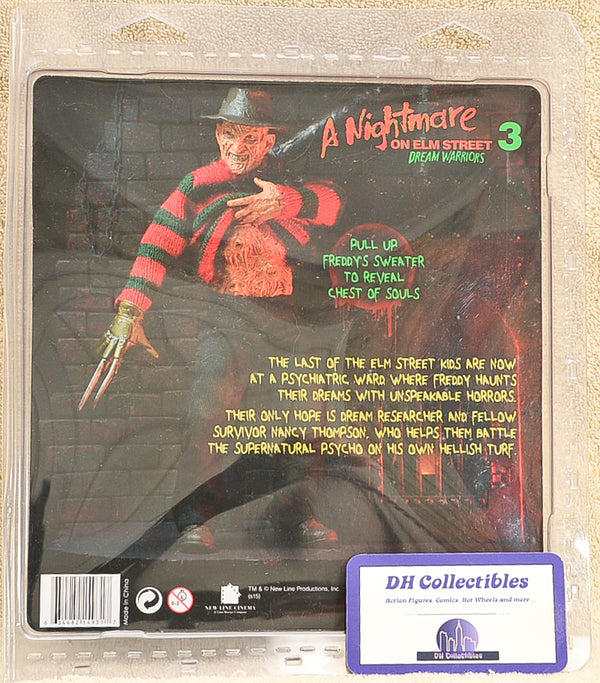 A Nightmare
ON ELM STREET 3
DREAM WARRIORS
PULL UP
FREDDY'S SWEATER
TO REVEAL
CHEST OF SOULS
THE LAST OF THE ELM STREET KIDS ARE NOW
AT A PSYCHIATRIC WARD WHERE FREDDY HAUNTS
THEIR DREAMS WITH UNSPEAKABLE HORRORS.
THEIR ONLY HOPE IS DREAM RESEARCHER AND FELLOW
SURVIVOR NANCY THOMPSON, WHO HELPS THEM BATTLE
THE SUPERNATURAL PSYCHO ON HIS OWN HELLISH TURF.
Made in China
0-3
NEW LINE CINEMA
TM & © New Line Productions, Inc.
(s15)
DH Collectibles
Action Figures, Comics, Hot Wheels and more...
DH Collectibles